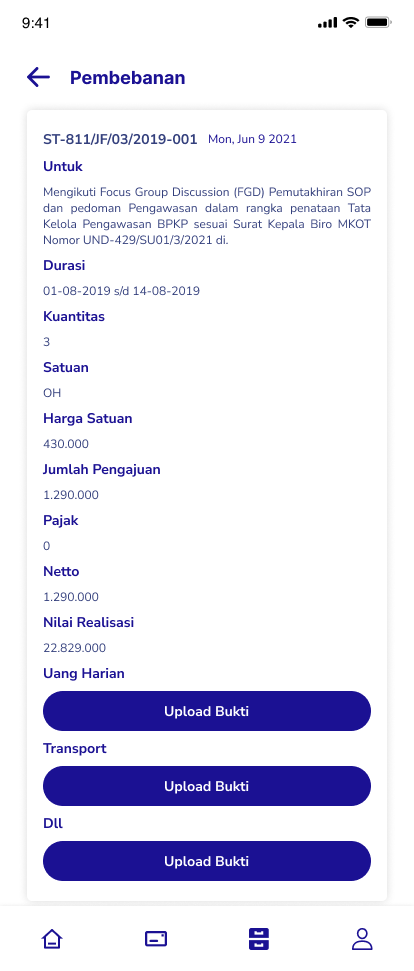 9:41
Pembebanan
ST-811/JF/03/2019-001 Mon, Jun 9 2021
Untuk
Mengikuti Focus Group Discussion (FGD) Pemutakhiran SOP
dan pedoman Pengawasan dalam rangka penataan Tata
Kelola Pengawasan BPKP sesuai Surat Kepala Biro MKOT
Nomor UND-429/SU01/3/2021 di.
Durasi
01-08-2019 s/d 14-08-2019
Kuantitas
3
Satuan
OH
Harga Satuan
430.000
Jumlah Pengajuan
1.290.000
Pajak
0
Netto
1.290.000
Nilai Realisasi
22.829.000
Uang Harian
Upload Bukti
Transport
Upload Bukti
Dll
Upload Bukti